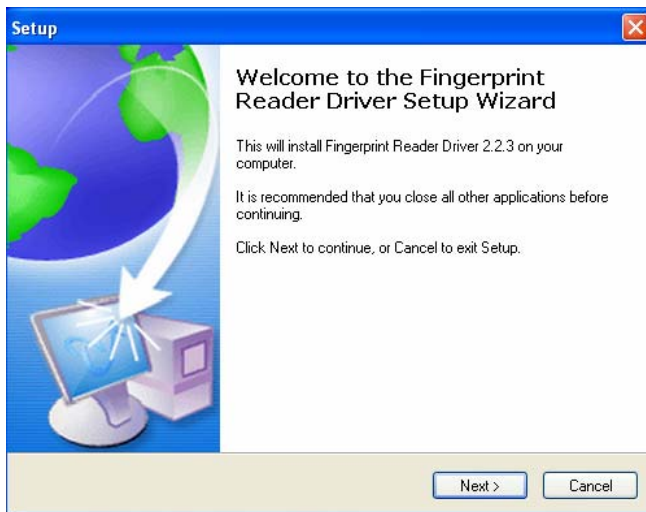 Setup
Welcome to the Fingerprint
Reader Driver Setup Wizard
This will install Fingerprint Reader Driver 2.2.3 on your
computer.
It is recommended that you close all other applications before
continuing.
Click Next to continue, or Cancel to exit Setup.
Next >
Cancel